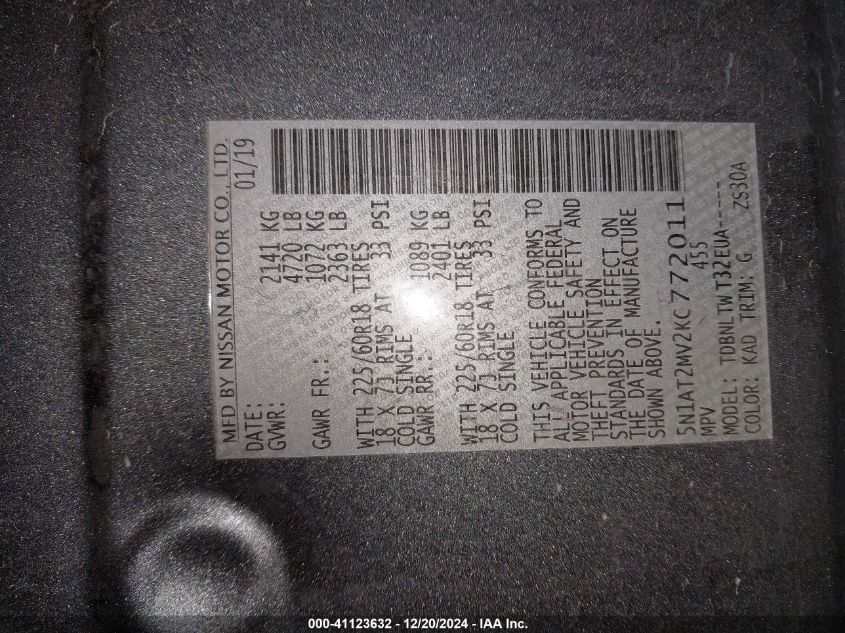 MFD BY NISSAN MOTOR CO., LTD.
DATE: 01/19
GVWR: 2141 KG
4720 LB
GAWR FR.: 1072 KG
2363 LB
WITH 225/60R18 TIRES
18 X 7J RIMS AT 33 PSI
COLD SINGLE
GAWR RR.: 1089 KG
2401 LB
WITH 225/60R18 TIRES
18 X 7J RIMS AT 33 PSI
COLD SINGLE
THIS VEHICLE CONFORMS TO
ALL APPLICABLE FEDERAL
MOTOR VEHICLE SAFETY AND
THEFT PREVENTION
STANDARDS IN EFFECT ON
THE DATE OF MANUFACTURE
SHOWN ABOVE.
5N1AT2MV2KC772011
MPV 455
MODEL: TDBNLTWT32EUA------
COLOR: KAD TRIM: G ZS30A
000-41123632 - 12/20/2024 - IAA Inc.